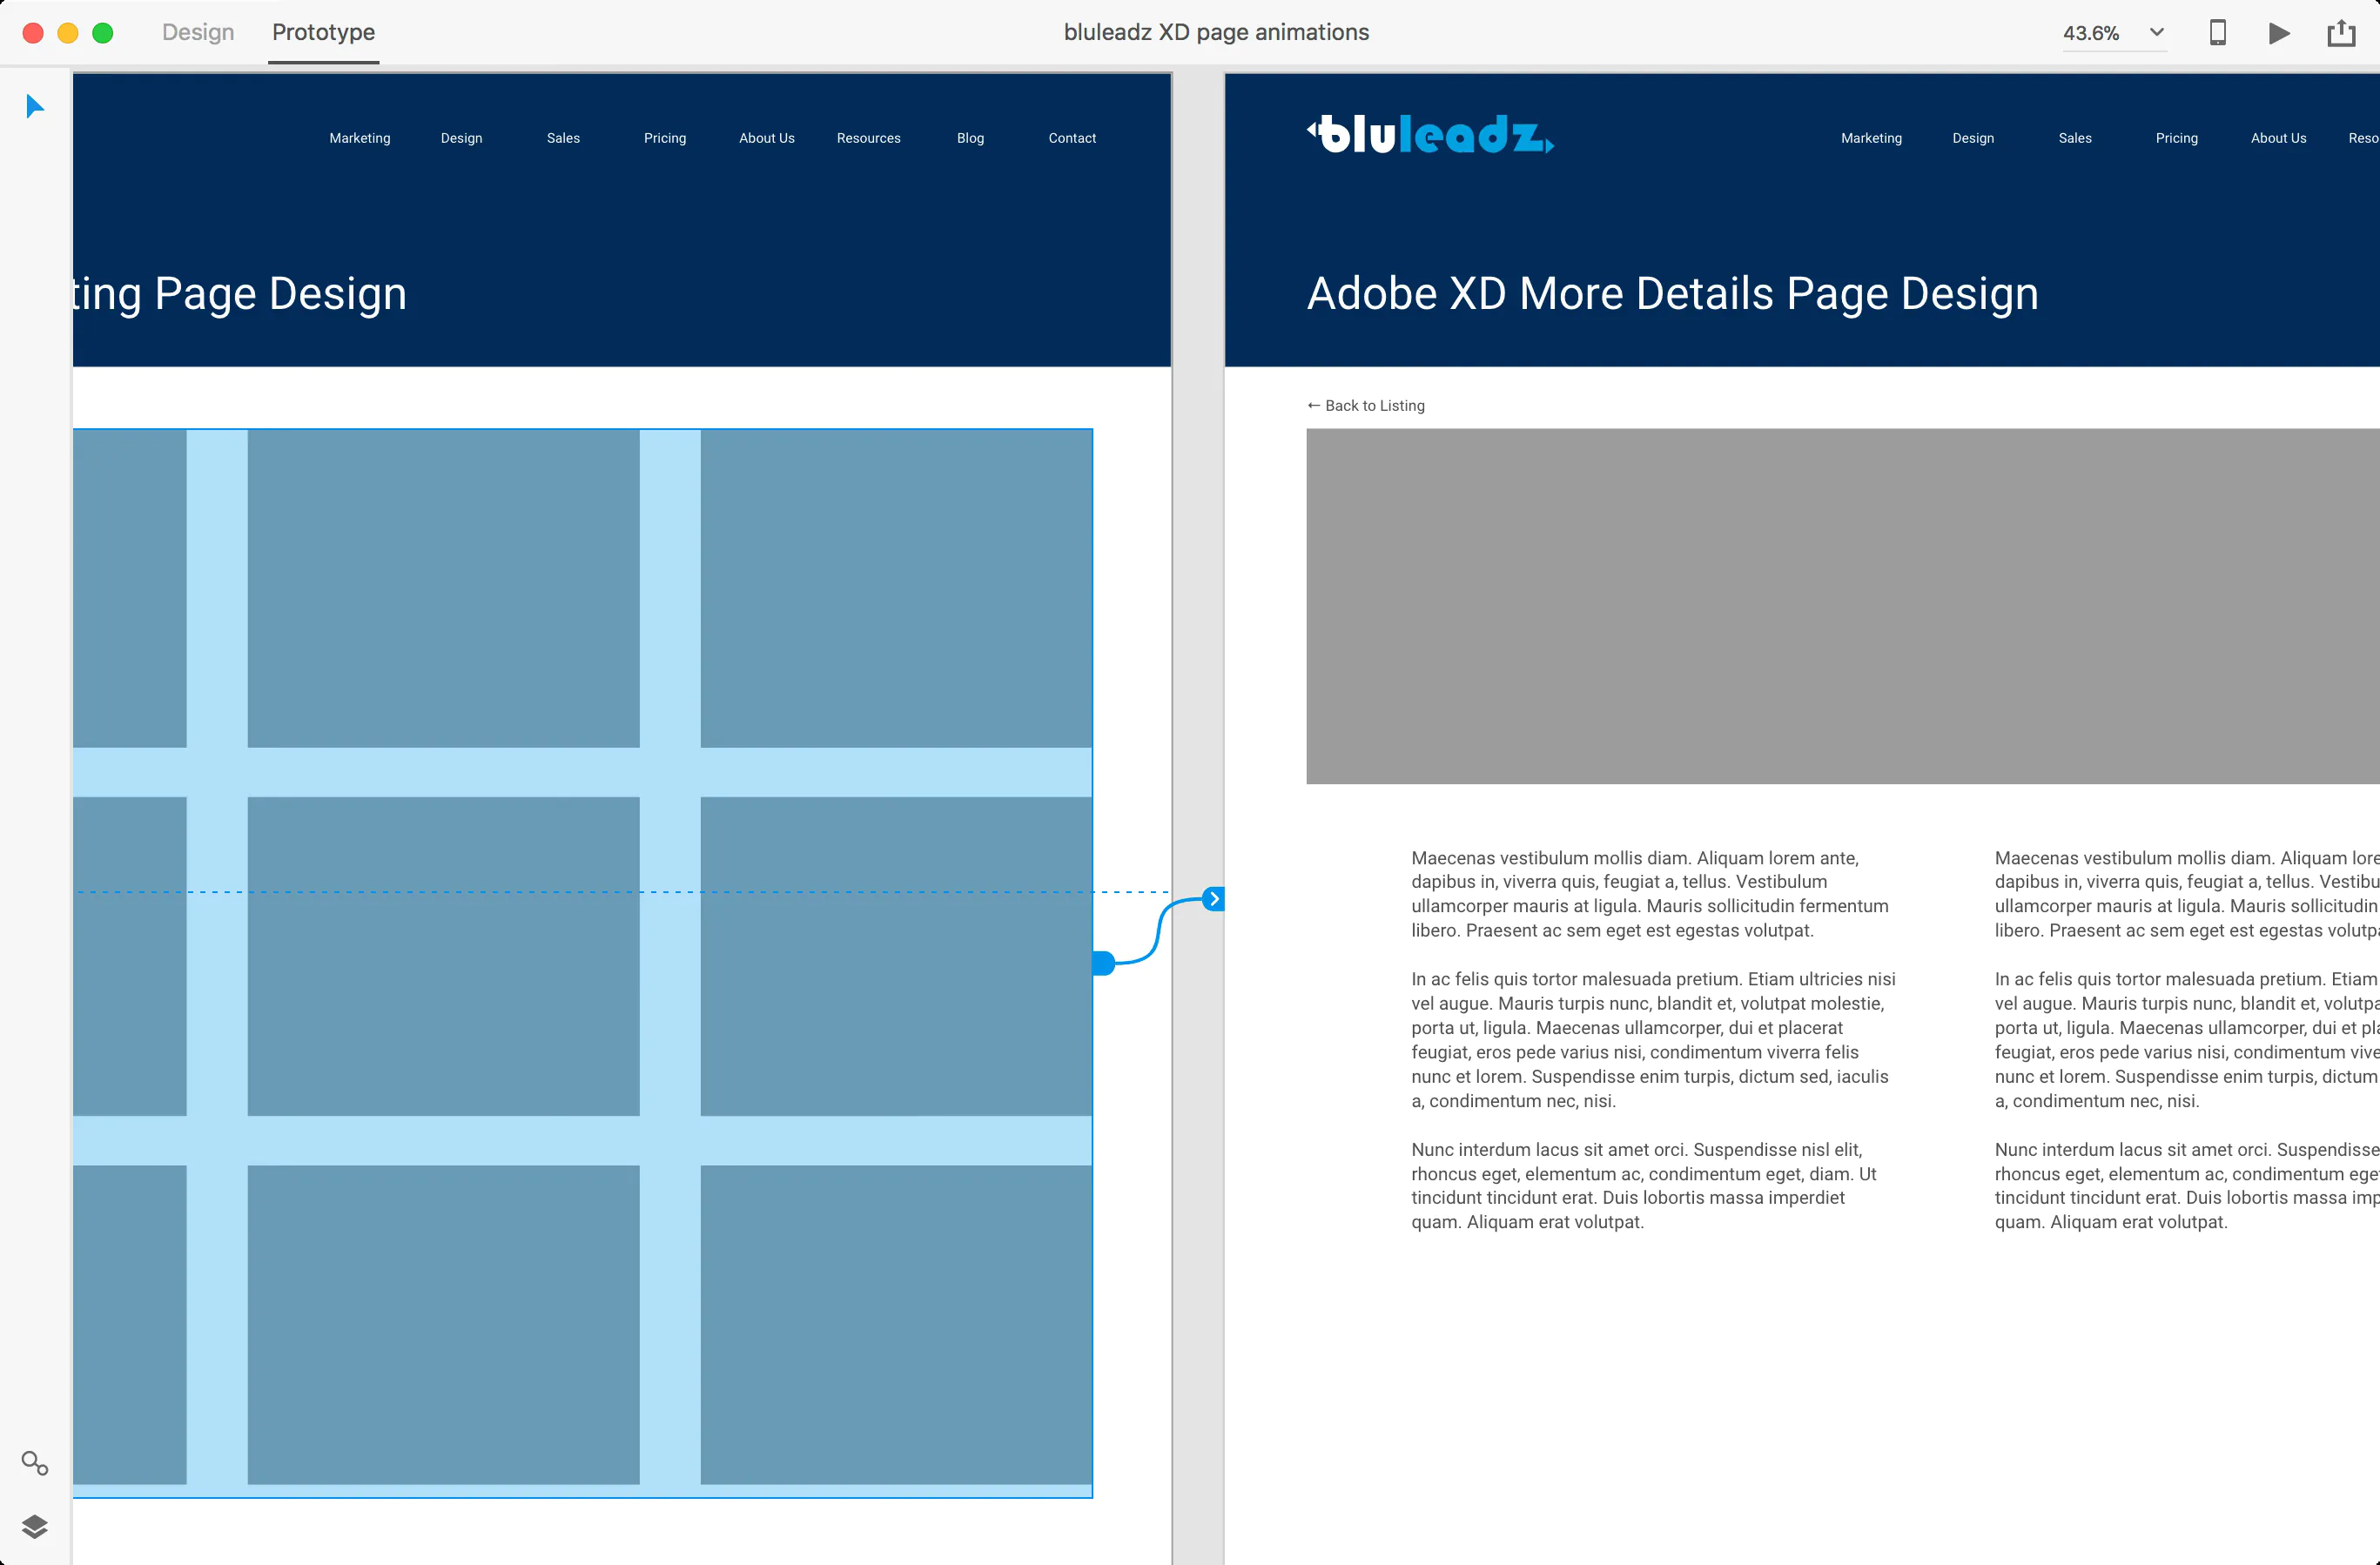 Design Prototype bluleadz XD page animations 43.6%
Marketing Design Sales Pricing About Us Resources Blog Contact
ting Page Design
bluleadz Marketing Design Sales Pricing About Us Reso
Adobe XD More Details Page Design
← Back to Listing
Maecenas vestibulum mollis diam. Aliquam lorem ante,
dapibus in, viverra quis, feugiat a, tellus. Vestibulum
ullamcorper mauris at ligula. Mauris sollicitudin fermentum
libero. Praesent ac sem eget est egestas volutpat.
In ac felis quis tortor malesuada pretium. Etiam ultricies nisi
vel augue. Mauris turpis nunc, blandit et, volutpat molestie,
porta ut, ligula. Maecenas ullamcorper, dui et placerat
feugiat, eros pede varius nisi, condimentum viverra felis
nunc et lorem. Suspendisse enim turpis, dictum sed, iaculis
a, condimentum nec, nisi.
Nunc interdum lacus sit amet orci. Suspendisse nisl elit,
rhoncus eget, elementum ac, condimentum eget, diam. Ut
tincidunt tincidunt erat. Duis lobortis massa imperdiet
quam. Aliquam erat volutpat.
Maecenas vestibulum mollis diam. Aliquam lore
dapibus in, viverra quis, feugiat a, tellus. Vestibu
ullamcorper mauris at ligula. Mauris sollicitudin
libero. Praesent ac sem eget est egestas volutpa
In ac felis quis tortor malesuada pretium. Etiam
vel augue. Mauris turpis nunc, blandit et, volutpa
porta ut, ligula. Maecenas ullamcorper, dui et pla
feugiat, eros pede varius nisi, condimentum vive
nunc et lorem. Suspendisse enim turpis, dictum
a, condimentum nec, nisi.
Nunc interdum lacus sit amet orci. Suspendisse
rhoncus eget, elementum ac, condimentum ege
tincidunt tincidunt erat. Duis lobortis massa imp
quam. Aliquam erat volutpat.